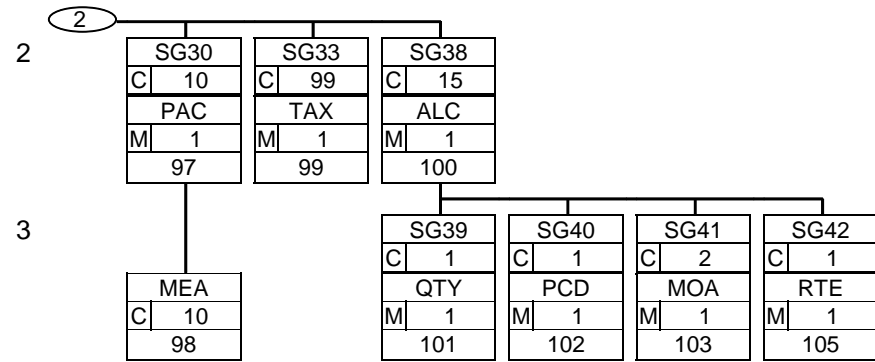 2
2
SG30 SG33 SG38
C 10 C 99 C 15
PAC TAX ALC
M 1 M 1 M 1
97 99 100
3
SG39 SG40 SG41 SG42
C 1 C 1 C 2 C 1
MEA QTY PCD MOA RTE
C 10 M 1 M 1 M 1 M 1
98 101 102 103 105